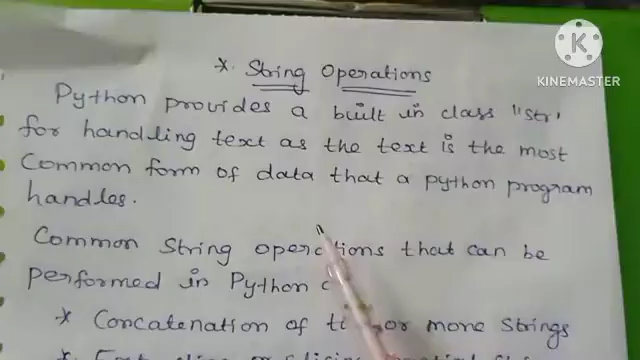 * String Operations
Python provides a built in class "str"
for handling text as the text is the most
Common form of data that a python program
handles.
Common String operations that can be
performed in Python
* Concatenation of or more Strings
*
K
KINEMASTER